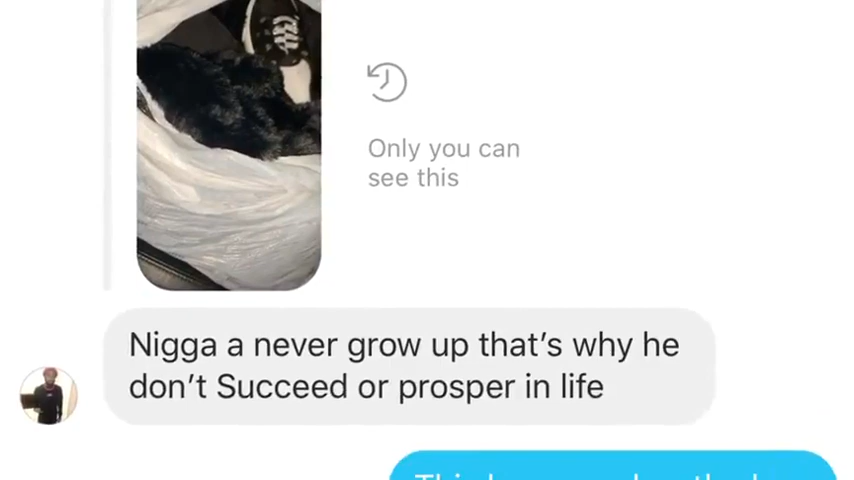 Only you can
see this
Nigga a never grow up that's why he
don't Succeed or prosper in life